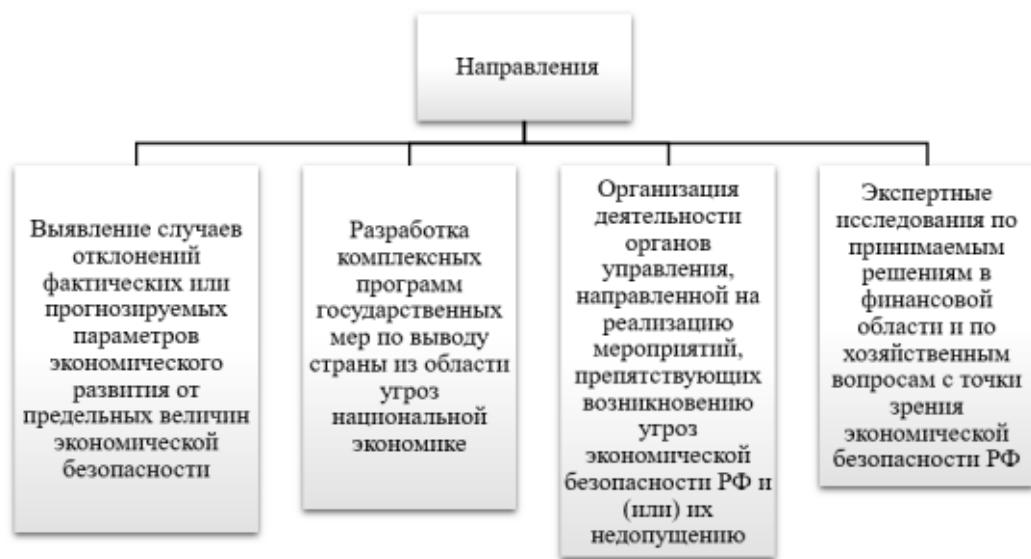 Направления
Выявление случаев
отклонений
фактических или
прогнозируемых
параметров
экономического
развития от
предельных величин
экономической
безопасности
Разработка
комплексных
программ
государственных
мер по выводу
страны из области
угроз
национальной
экономике
Организация
деятельности
органов
управления,
направленной на
реализацию
мероприятий,
препятствующих
возникновению
угроз
экономической
безопасности РФ и
(или) их
недопущению
Экспертные
исследования по
принимаемым
решениям в
финансовой
области и по
хозяйственным
вопросам с точки
зрения
экономической
безопасности РФ